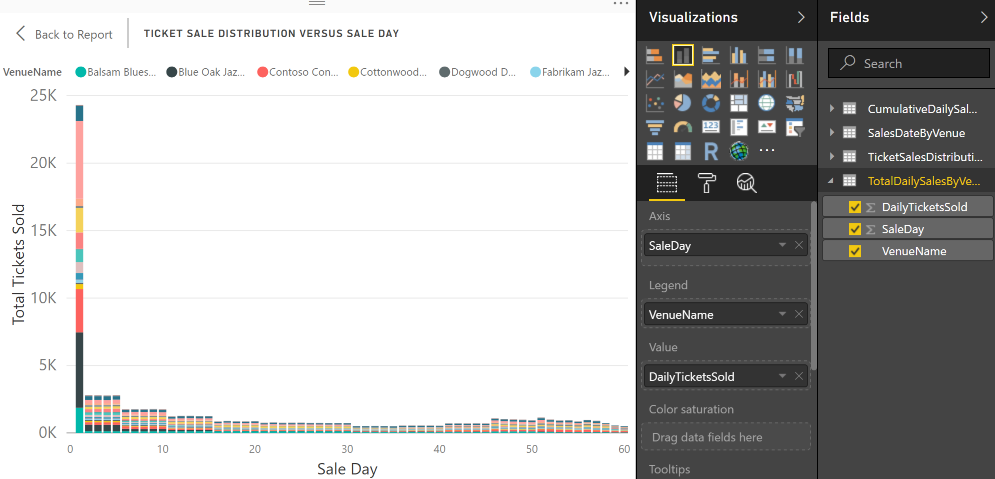 Back to Report
TICKET SALE DISTRIBUTION VERSUS SALE DAY
VenueName
Balsam Blues...
Blue Oak Jaz...
Contoso Con...
Cottonwood...
Dogwood D...
Fabrikam Jaz...
Total Tickets Sold
25K
20K
15K
10K
5K
0K
0 10 20 30 40 50 60
Sale Day
Visualizations
123
R
...
Axis
SaleDay
Legend
VenueName
Value
DailyTicketsSold
Color saturation
Drag data fields here
Tooltips
Fields
Search
CumulativeDailySal...
SalesDateByVenue
TicketSalesDistributi...
TotalDailySalesByVe...
Σ DailyTicketsSold
Σ SaleDay
VenueName